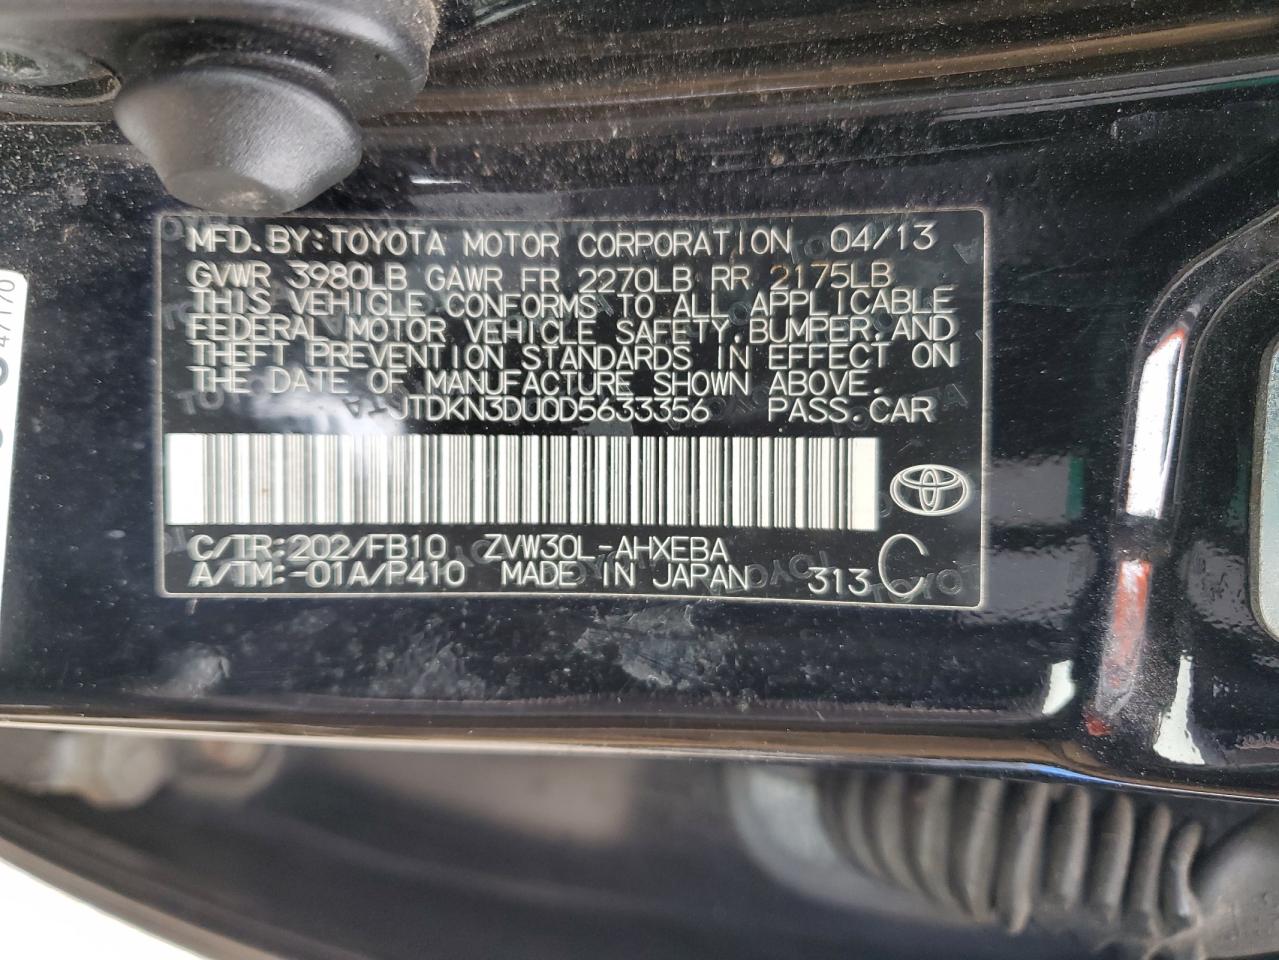 MFD.BY:TOYOTA MOTOR CORPORATION 04/13
GVWR 3980LB GAWR FR 2270LB RR 2175LB
THIS VEHICLE CONFORMS TO ALL APPLICABLE
FEDERAL MOTOR VEHICLE SAFETY,BUMPER,AND
THEFT PREVENTION STANDARDS IN EFFECT ON
THE DATE OF MANUFACTURE SHOWN ABOVE.
JTDKN3DU0D5633356 PASS.CAR
C/TR:202/FB10 ZVW30L-AHXEBA
A/TM:-01A/P410 MADE IN JAPAN 313 C
47170